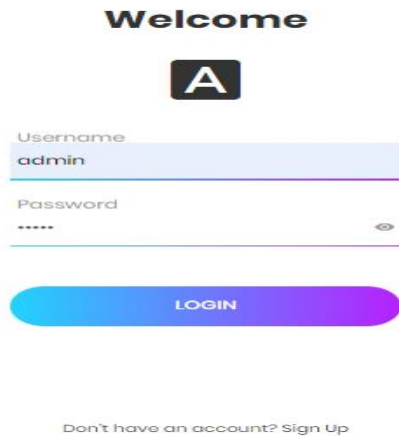 Welcome
A
Username
admin
Password
•••••
LOGIN
Don't have an account? Sign Up